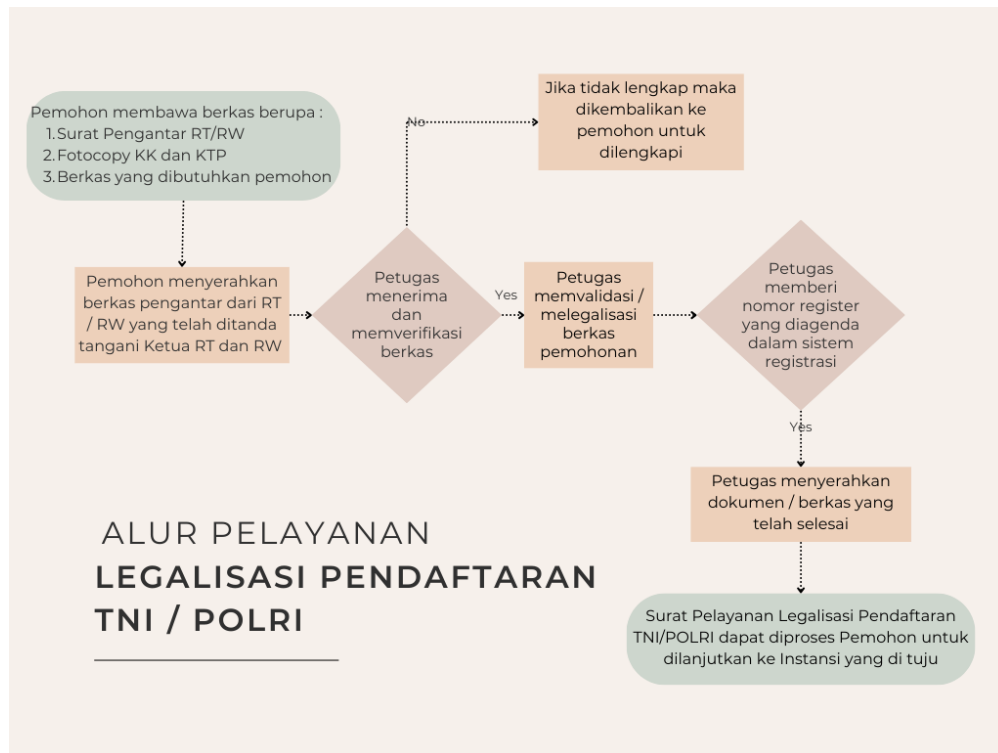 Pemohon membawa berkas berupa :
1.Surat Pengantar RT/RW
2.Fotocopy KK dan KTP
3.Berkas yang dibutuhkan pemohon
Pemohon menyerahkan
berkas pengantar dari RT
/ RW yang telah ditanda
tangani Ketua RT dan RW
Petugas
menerima
dan
memverifikasi
berkas
No
Jika tidak lengkap maka
dikembalikan ke
pemohon untuk
dilengkapi
Yes
Petugas
memvalidasi /
melegalisasi
berkas
pemohonan
Petugas
memberi
nomor register
yang diagenda
dalam sistem
registrasi
Yes
Petugas menyerahkan
dokumen / berkas yang
telah selesai
Surat Pelayanan Legalisasi Pendaftaran
TNI/POLRI dapat diproses Pemohon untuk
dilanjutkan ke Instansi yang di tuju
ALUR PELAYANAN
LEGALISASI PENDAFTARAN
TNI / POLRI